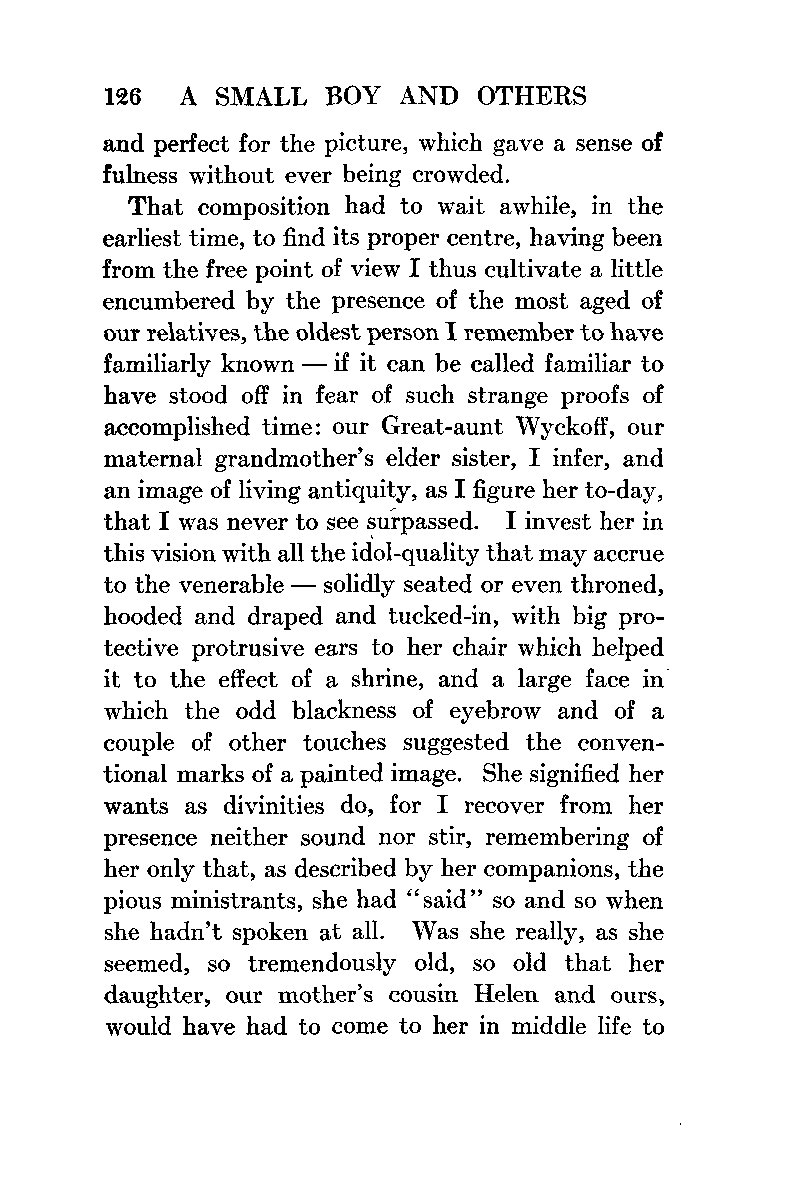 126 A SMALL BOY AND OTHERS
and perfect for the picture, which gave a sense of
fulness without ever being crowded.
That composition had to wait awhile, in the
earliest time, to find its proper centre, having been
from the free point of view I thus cultivate a little
encumbered by the presence of the most aged of
our relatives, the oldest person I remember to have
familiarly known — if it can be called familiar to
have stood off in fear of such strange proofs of
accomplished time: our Great-aunt Wyckoff, our
maternal grandmother's elder sister, I infer, and
an image of living antiquity, as I figure her to-day,
that I was never to see surpassed. I invest her in
this vision with all the idol-quality that may accrue
to the venerable — solidly seated or even throned,
hooded and draped and tucked-in, with big pro-
tective protrusive ears to her chair which helped
it to the effect of a shrine, and a large face in
which the odd blackness of eyebrow and of a
couple of other touches suggested the conven-
tional marks of a painted image. She signified her
wants as divinities do, for I recover from her
presence neither sound nor stir, remembering of
her only that, as described by her companions, the
pious ministrants, she had "said" so and so when
she hadn't spoken at all. Was she really, as she
seemed, so tremendously old, so old that her
daughter, our mother's cousin Helen and ours,
would have had to come to her in middle life to